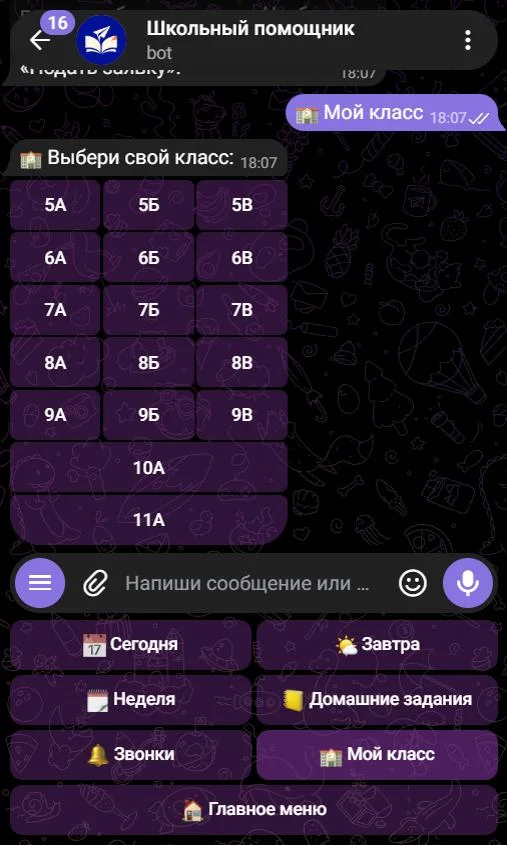 16
Школьный помощник
bot
«Подать заявку».
18:07
🏫 Мой класс 18:07
🏫 Выбери свой класс: 18:07
5А 5Б 5В
6А 6Б 6В
7А 7Б 7В
8А 8Б 8В
9А 9Б 9В
10А
11А
Напиши сообщение или ...
📅 Сегодня 🌤 Завтра
🗓 Неделя 📒 Домашние задания
🔔 Звонки 🏫 Мой класс
🏠 Главное меню